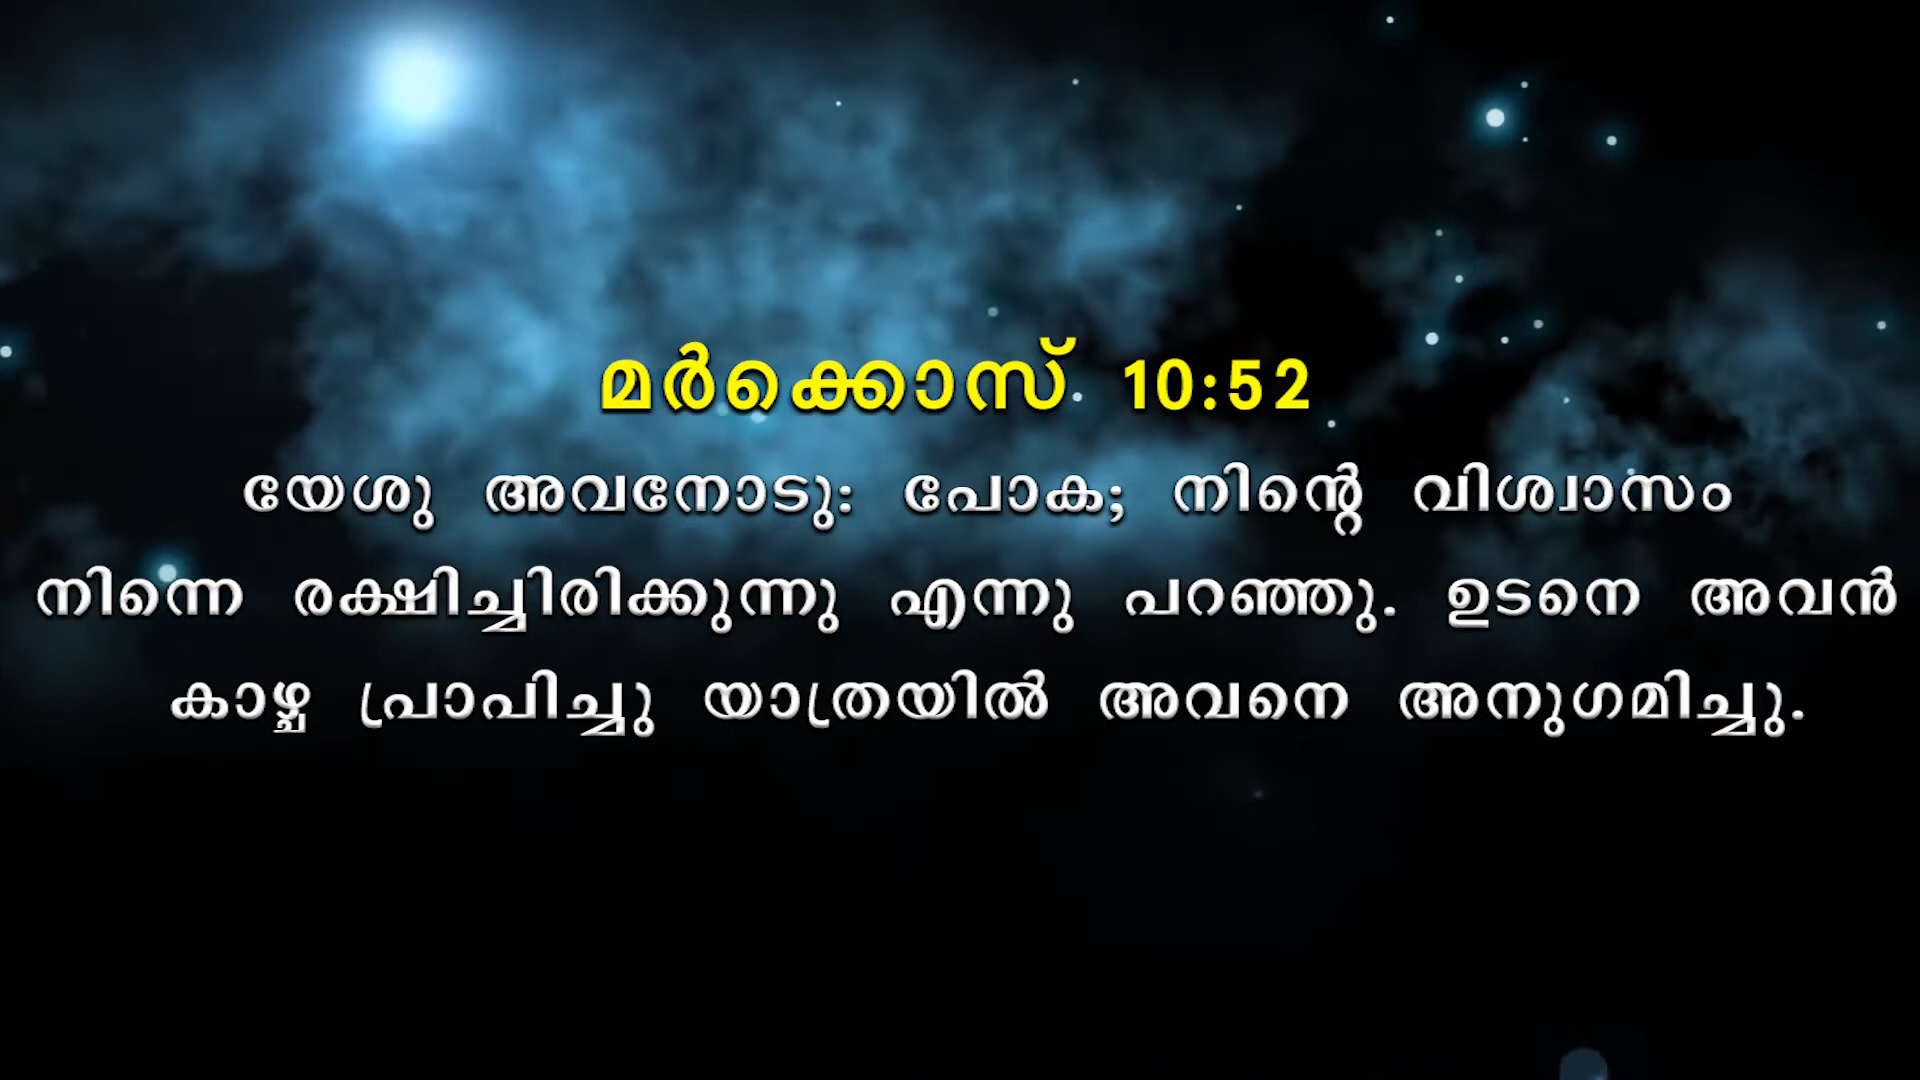 മർക്കൊസ് 10:52
യേശു അവനോടു: പോക; നിന്റെ വിശ്വാസം
നിന്നെ രക്ഷിച്ചിരിക്കുന്നു എന്നു പറഞ്ഞു. ഉടനെ അവൻ
കാഴ്ച പ്രാപിച്ചു യാത്രയിൽ അവനെ അനുഗമിച്ചു.